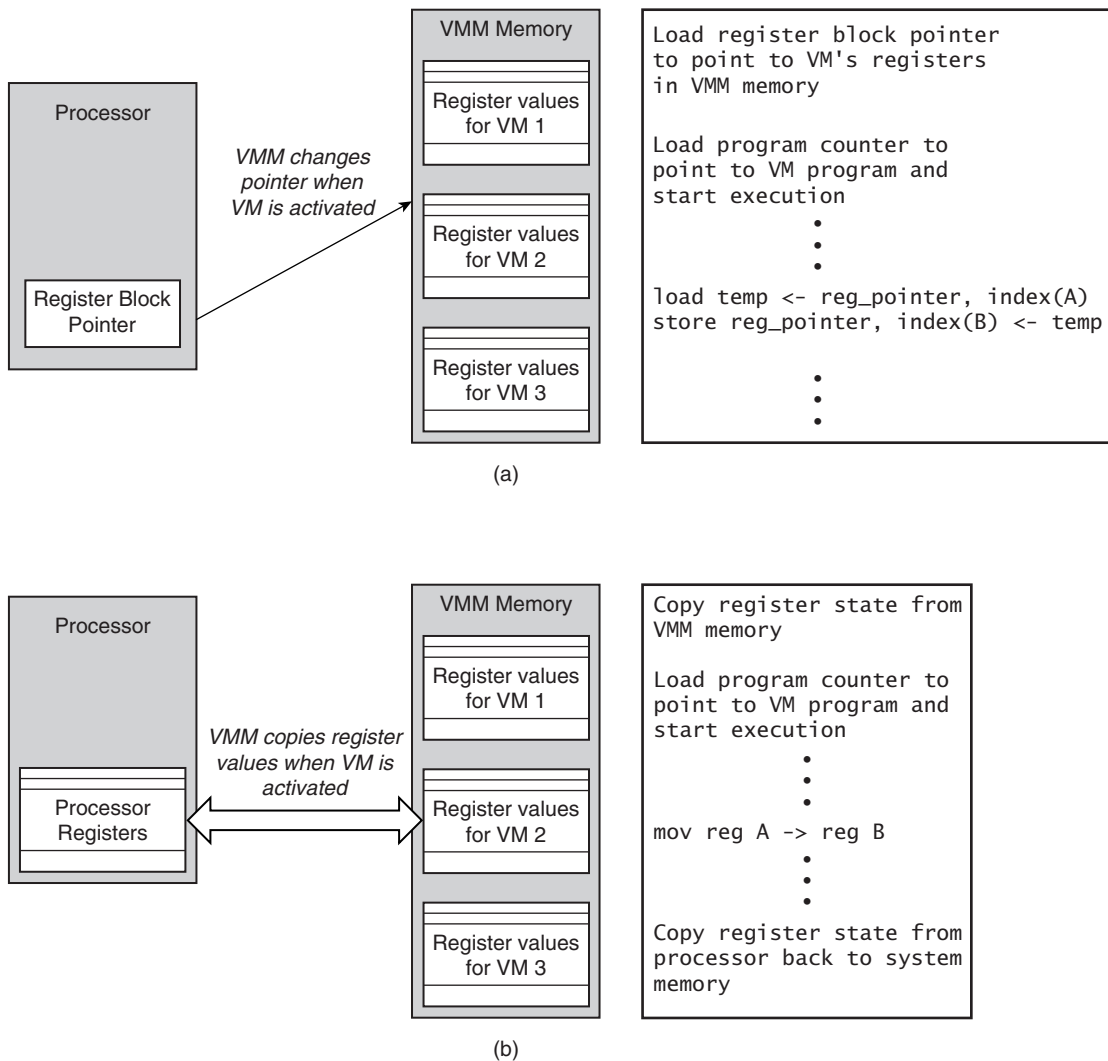 Processor
Register Block
Pointer
VMM changes
pointer when
VM is activated
VMM Memory
Register values
for VM 1
Register values
for VM 2
Register values
for VM 3
Load register block pointer
to point to VM's registers
in VMM memory
Load program counter to
point to VM program and
start execution
load temp <- reg_pointer, index(A)
store reg_pointer, index(B) <- temp
(a)
Processor
Processor
Registers
VMM copies register
values when VM is
activated
VMM Memory
Register values
for VM 1
Register values
for VM 2
Register values
for VM 3
Copy register state from
VMM memory
Load program counter to
point to VM program and
start execution
mov reg A -> reg B
Copy register state from
processor back to system
memory
(b)